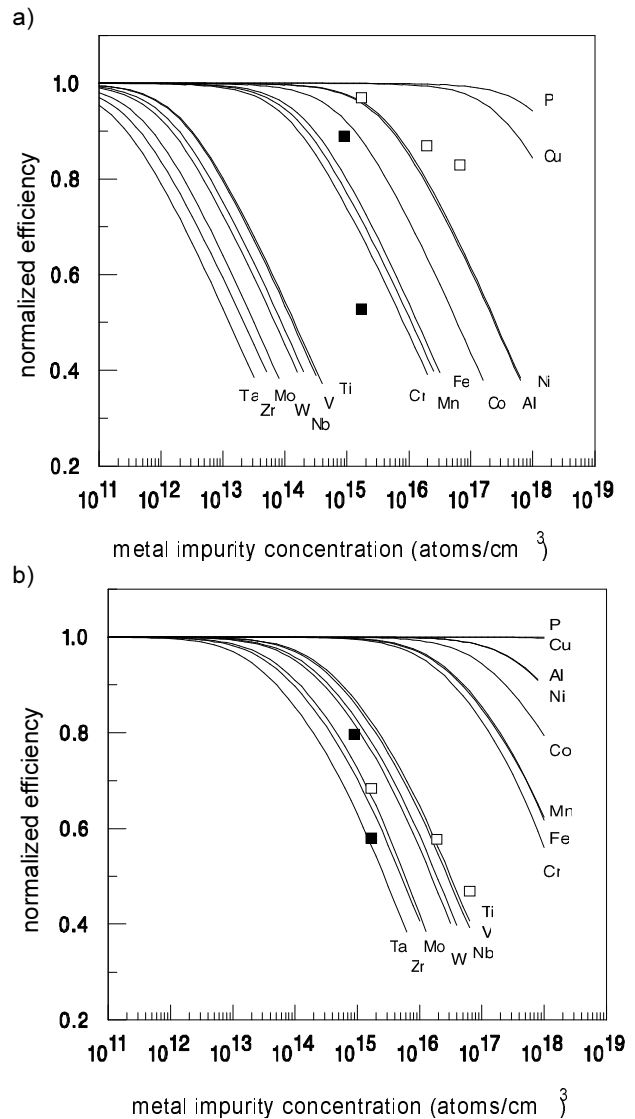 a)
1.0
0.8
0.6
0.4
0.2
normalized efficiency
P
Cu
Ta
Zr
Mo
W
Nb
V
Ti
Cr
Mn
Fe
Co
Al
Ni
10^11 10^12 10^13 10^14 10^15 10^16 10^17 10^18 10^19
metal impurity concentration (atoms/cm^3)
b)
1.0
0.8
0.6
0.4
0.2
normalized efficiency
P
Cu
Al
Ni
Co
Mn
Fe
Cr
Ti
V
Nb
W
Mo
Zr
Ta
10^11 10^12 10^13 10^14 10^15 10^16 10^17 10^18 10^19
metal impurity concentration (atoms/cm^3)